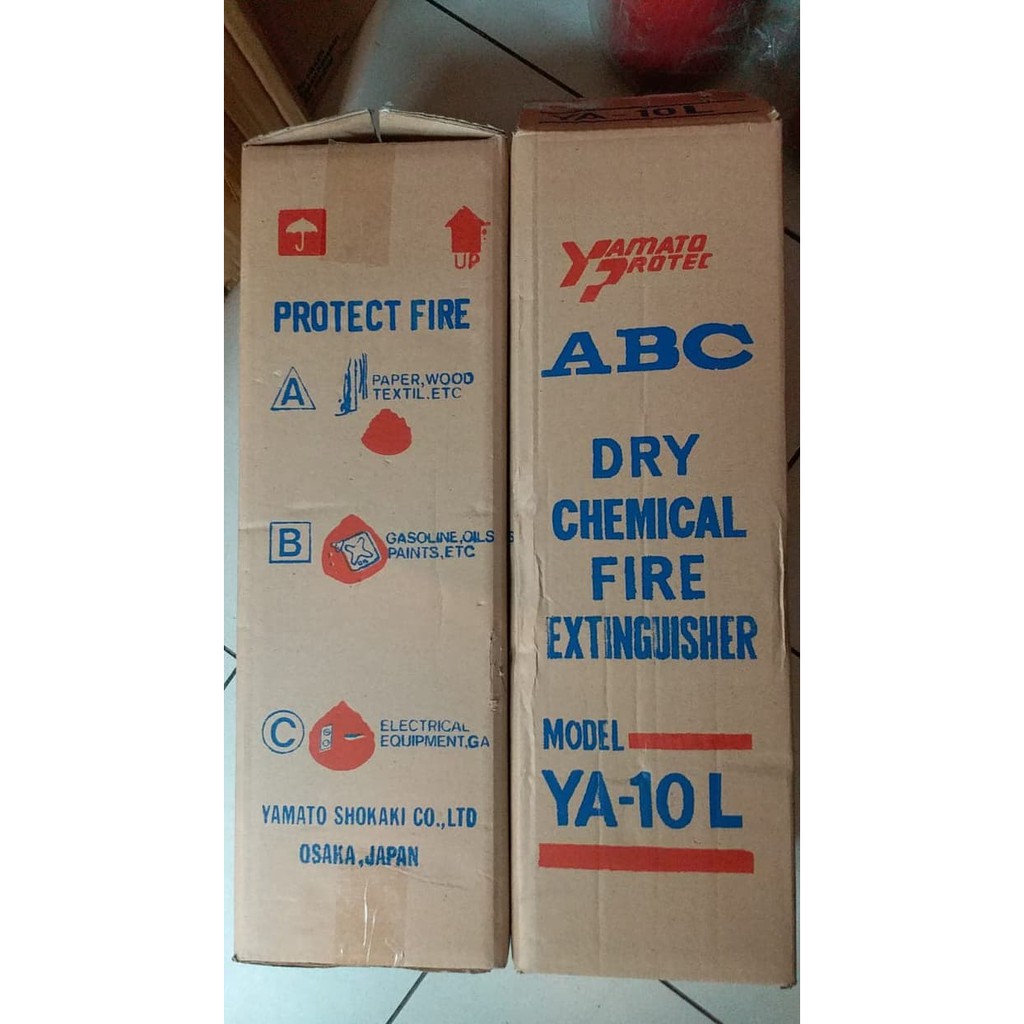 UP
PROTECT FIRE
A
PAPER, WOOD
TEXTIL.ETC
B
GASOLINE, OILS
PAINTS, ETC
C
ELECTRICAL
EQUIPMENT, GA
YAMATO SHOKAKI CO., LTD
OSAKA, JAPAN
YA 10 L
YAMATO
PROTEC
ABC
DRY
CHEMICAL
FIRE
EXTINGUISHER
MODEL
YA-10 L